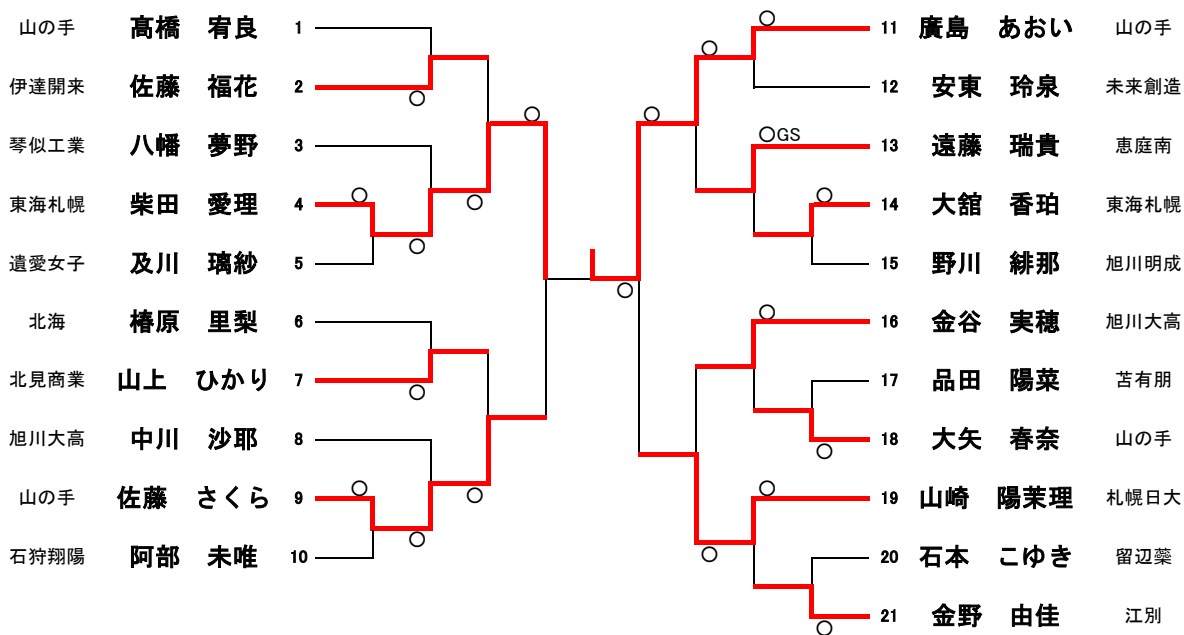 山の手 髙橋 宥良 1
伊達開来 佐藤 福花 2
琴似工業 八幡 夢野 3
東海札幌 柴田 愛理 4
遺愛女子 及川 璃紗 5
北海 椿原 里梨 6
北見商業 山上 ひかり 7
旭川大高 中川 沙耶 8
山の手 佐藤 さくら 9
石狩翔陽 阿部 未唯 10
11 廣島 あおい 山の手
12 安東 玲泉 未来創造
○GS
13 遠藤 瑞貴 恵庭南
14 大舘 香珀 東海札幌
15 野川 緋那 旭川明成
16 金谷 実穂 旭川大高
17 品田 陽菜 苫有朋
18 大矢 春奈 山の手
19 山崎 陽茉理 札幌日大
20 石本 こゆき 留辺蘂
21 金野 由佳 江別